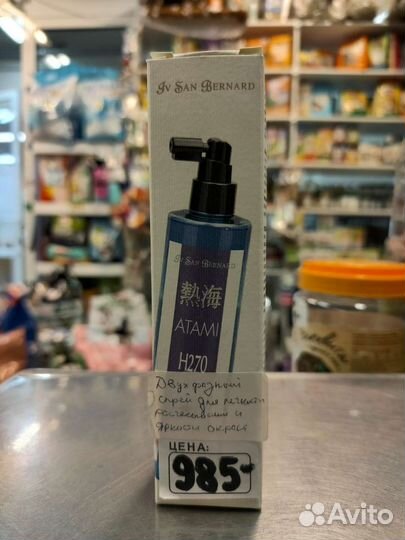 Iv San Bernard
Iv San Bernard
熱海
ATAMI
H270
Двухфазный
спрей для легкости
расчесывания и
яркости окраса
ЦЕНА:
985-
Avito